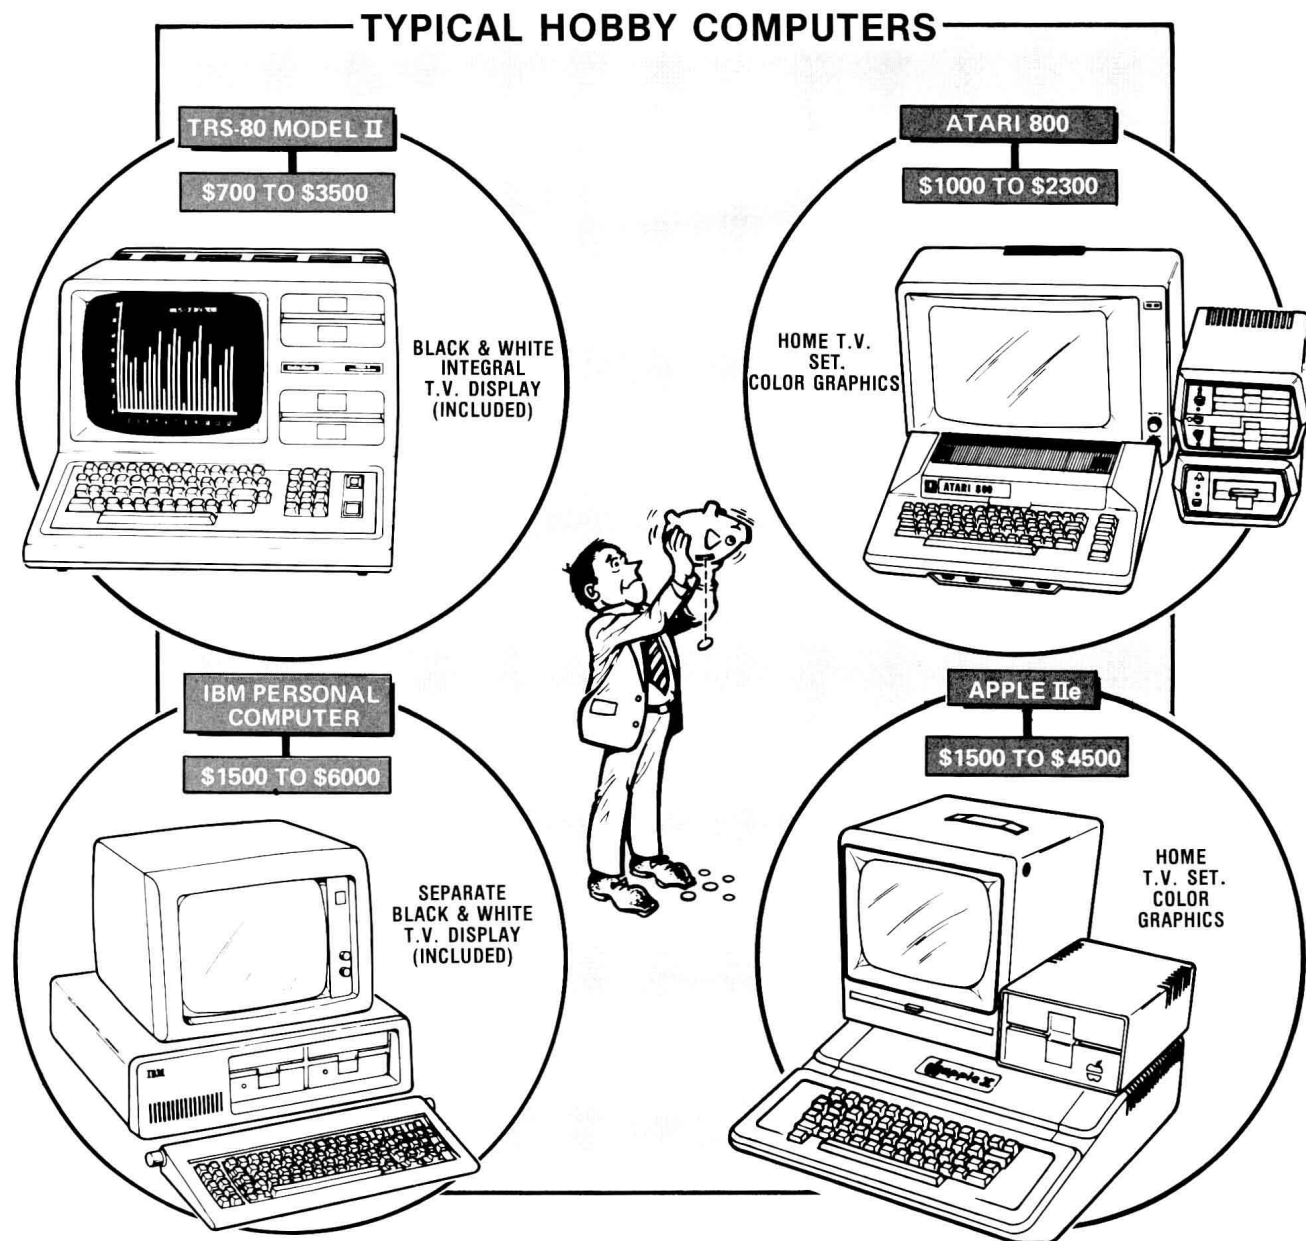 TYPICAL HOBBY COMPUTERS
TRS-80 MODEL II
$700 TO $3500
BLACK & WHITE
INTEGRAL
T.V. DISPLAY
(INCLUDED)
ATARI 800
$1000 TO $2300
HOME T.V.
SET.
COLOR GRAPHICS
ATARI 800
IBM PERSONAL
COMPUTER
$1500 TO $6000
SEPARATE
BLACK & WHITE
T.V. DISPLAY
(INCLUDED)
IBM
APPLE IIe
$1500 TO $4500
HOME
T.V. SET.
COLOR
GRAPHICS
apple II